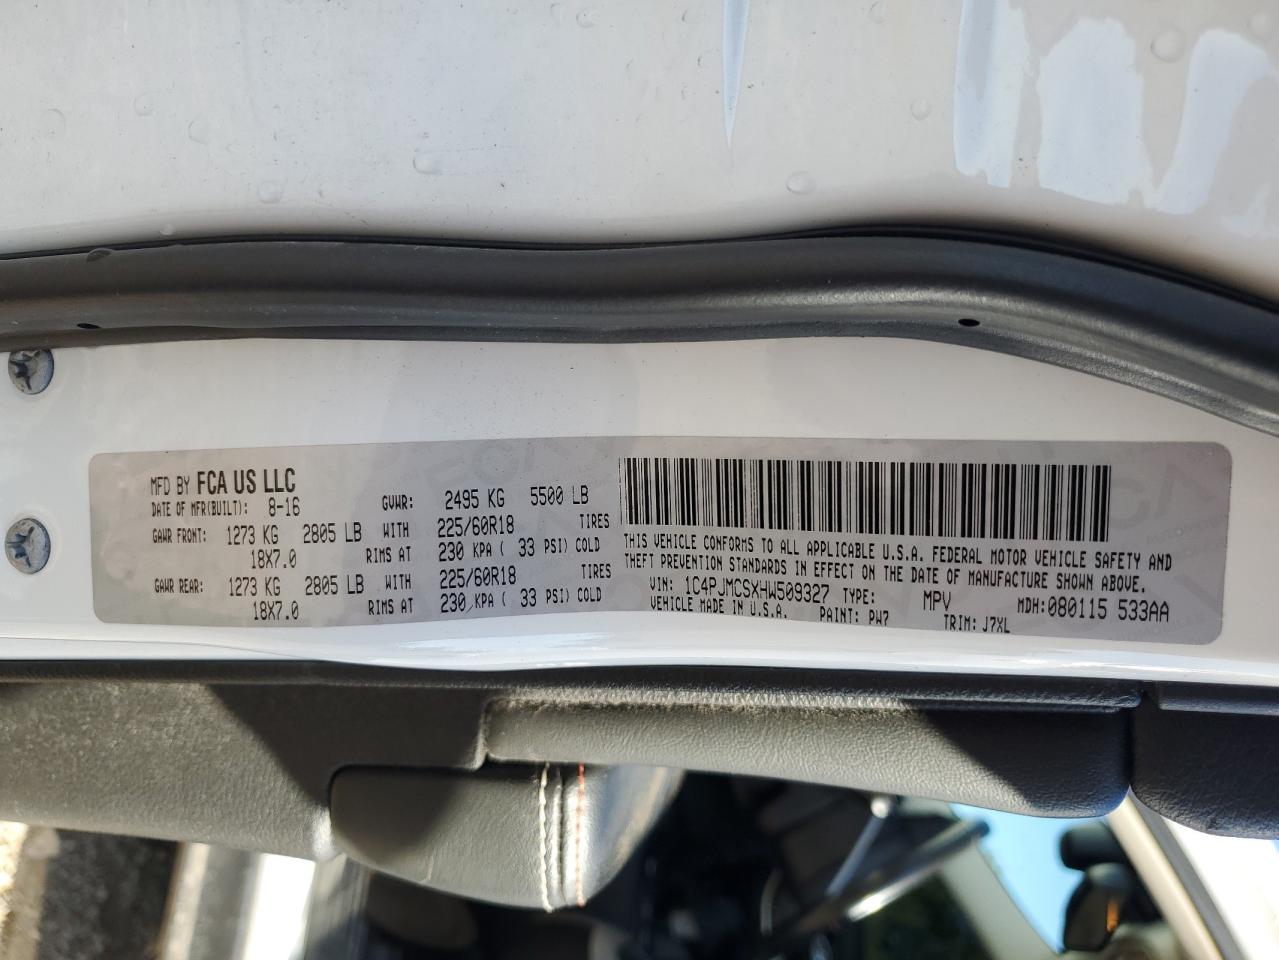 MFD BY FCA US LLC
DATE OF MFR(BUILT): 8-16 GVWR: 2495 KG 5500 LB
GAWR FRONT: 1273 KG 2805 LB WITH 225/60R18 TIRES
18X7.0 RIMS AT 230 KPA ( 33 PSI) COLD
GAWR REAR: 1273 KG 2805 LB WITH 225/60R18 TIRES
18X7.0 RIMS AT 230 KPA ( 33 PSI) COLD
THIS VEHICLE CONFORMS TO ALL APPLICABLE U.S.A. FEDERAL MOTOR VEHICLE SAFETY AND
THEFT PREVENTION STANDARDS IN EFFECT ON THE DATE OF MANUFACTURE SHOWN ABOVE.
VIN: 1C4PJMCSXHW509327 TYPE: MPV MDH:080115 533AA
VEHICLE MADE IN U.S.A. PAINT: PW7 TRIM: J7XL